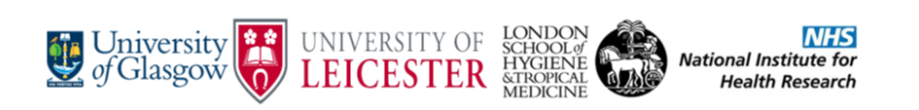 University
of Glasgow
UNIVERSITY OF
LEICESTER
LONDON
SCHOOL of
HYGIENE
& TROPICAL
MEDICINE
NHS
National Institute for
Health Research